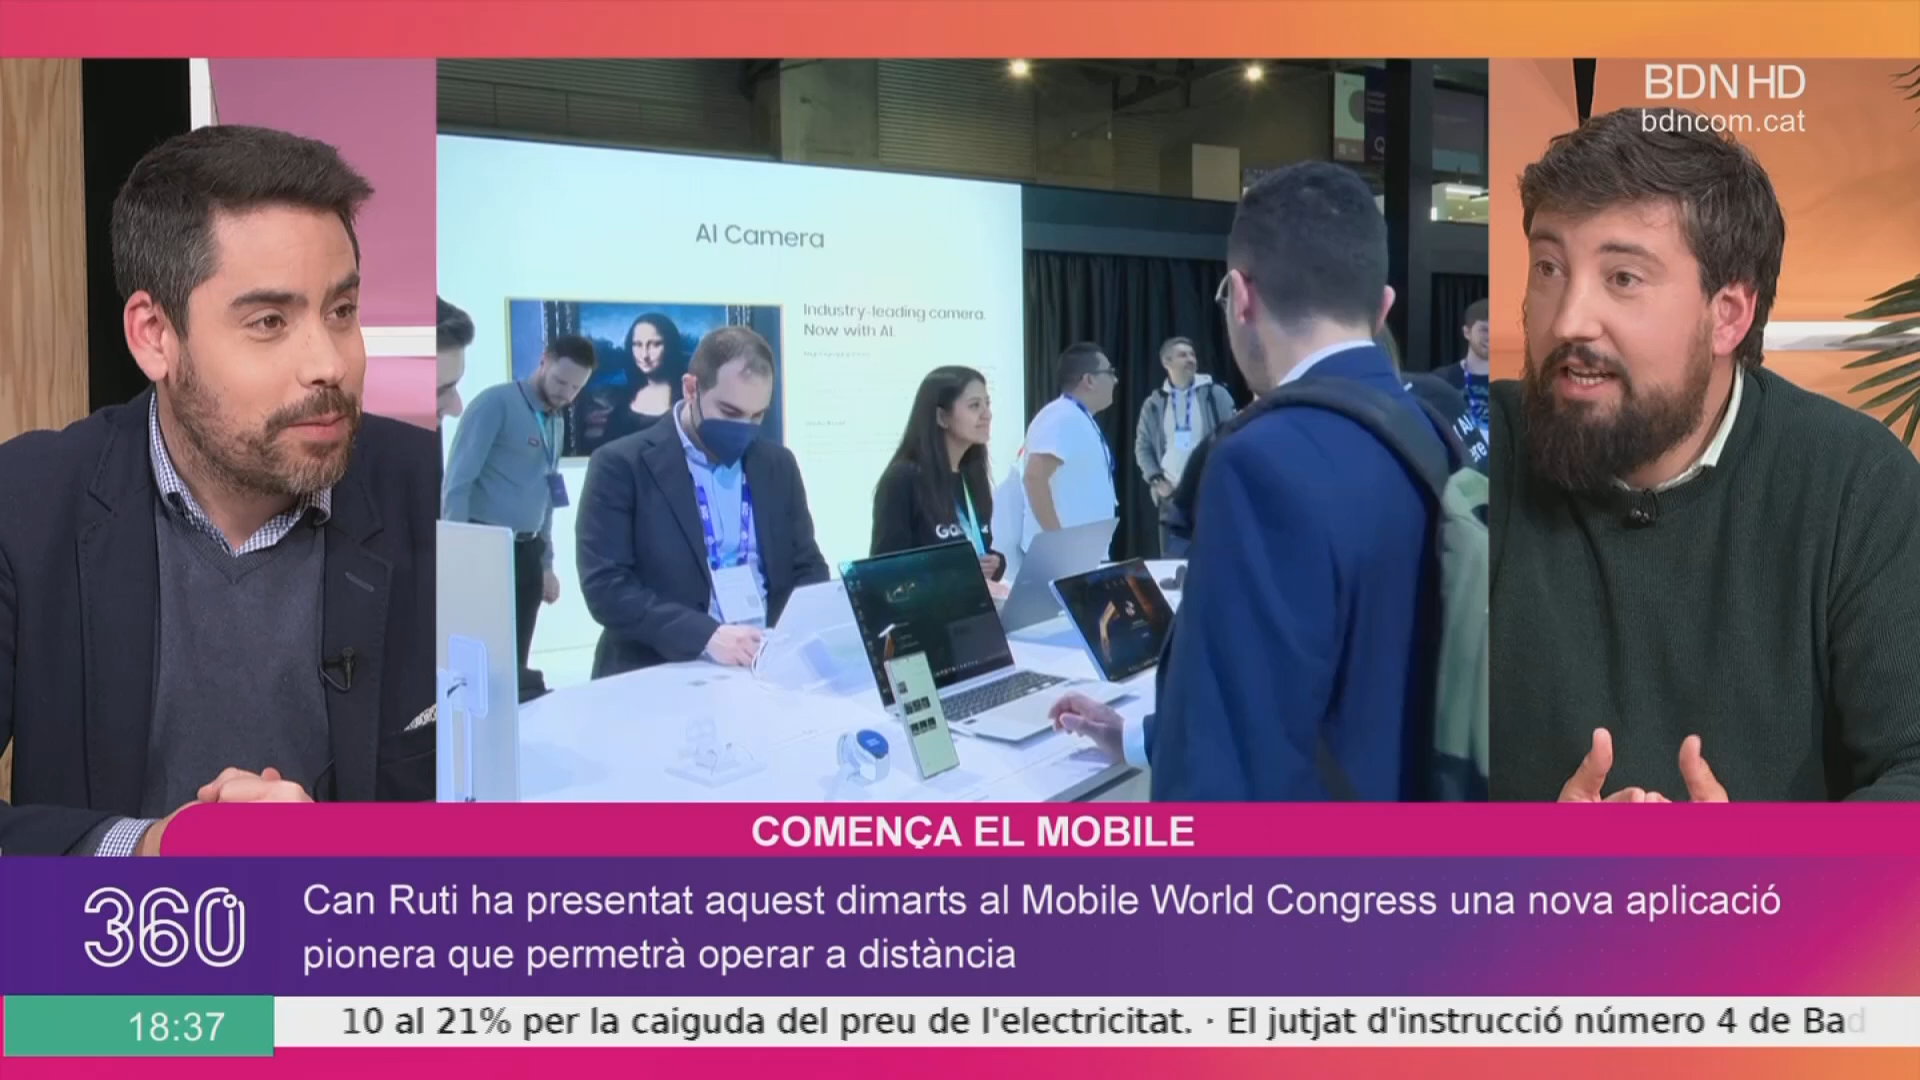 BDN HD
bdncom.cat
AI Camera
Industry-leading camera.
Now with AI.
COMENÇA EL MOBILE
360
Can Ruti ha presentat aquest dimarts al Mobile World Congress una nova aplicació
pionera que permetrà operar a distància
18:37
10 al 21% per la caiguda del preu de l'electricitat. · El jutjat d'instrucció número 4 de Bad